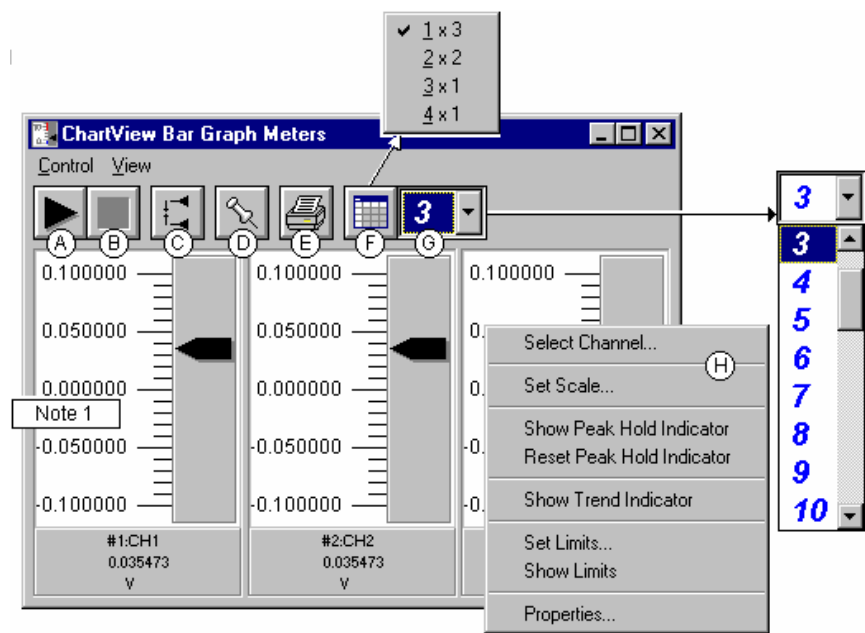 1 x 3
2 x 2
3 x 1
4 x 1
ChartView Bar Graph Meters
Control View
3
A B C D E F G
0.100000
0.050000
0.000000
-0.050000
-0.100000
#1:CH1
0.035473
V
0.100000
0.050000
0.000000
-0.050000
-0.100000
#2:CH2
0.035473
V
0.100000
0.050000
Note 1
Select Channel...
H
Set Scale...
Show Peak Hold Indicator
Reset Peak Hold Indicator
Show Trend Indicator
Set Limits...
Show Limits
Properties...
3
3
4
5
6
7
8
9
10